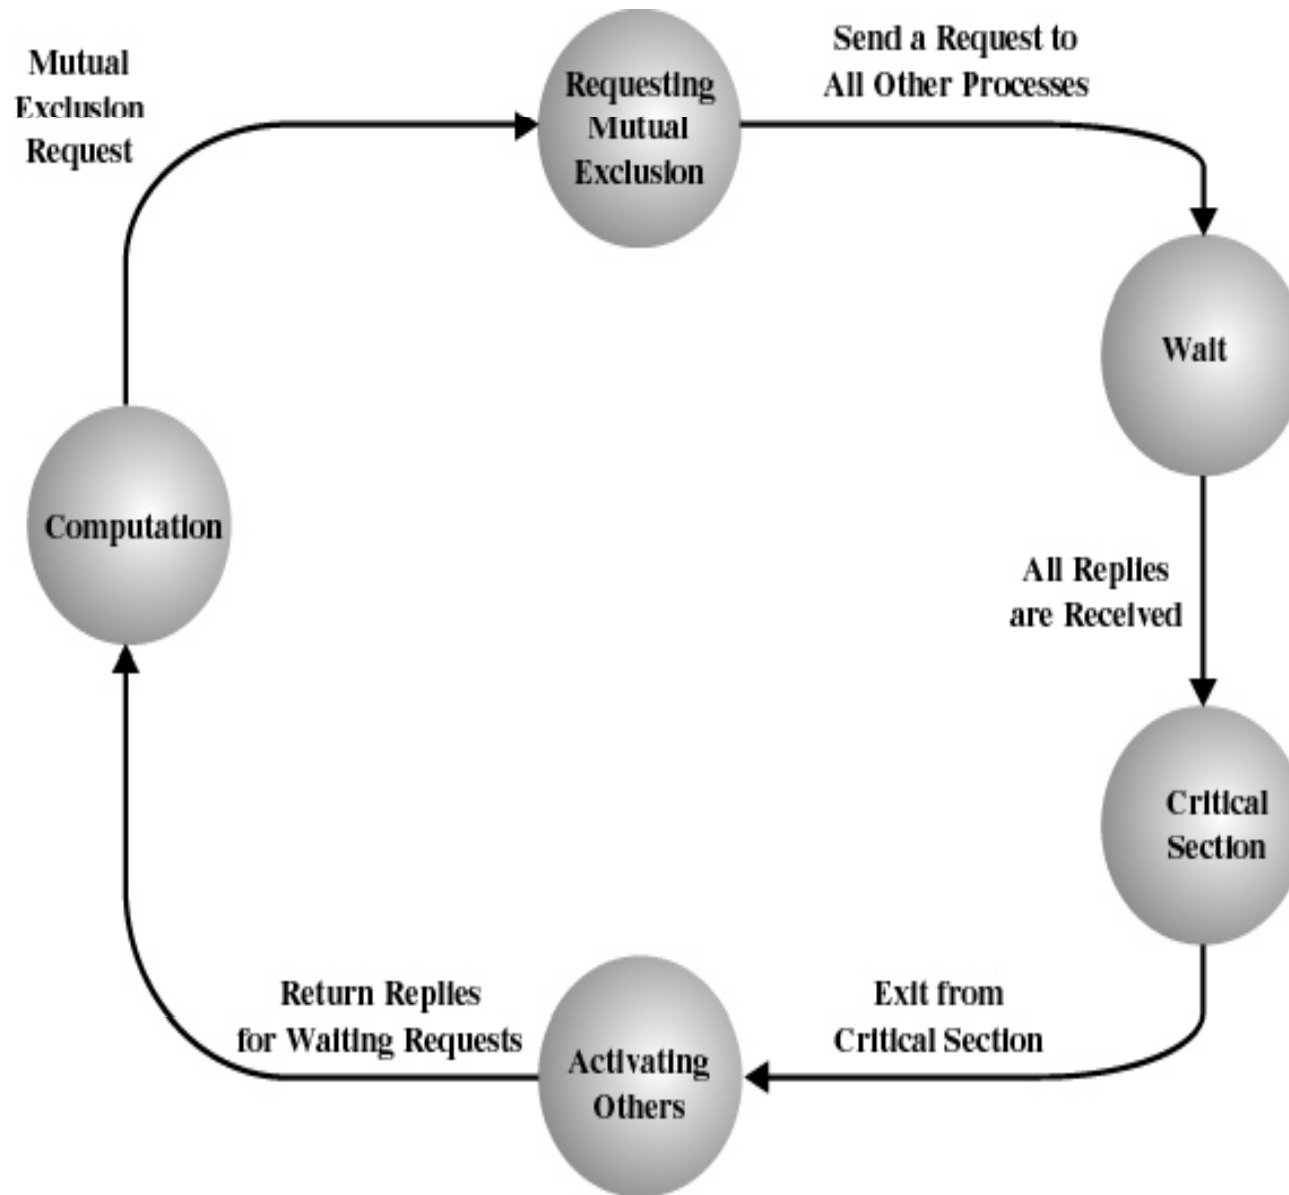 Mutual
Exclusion
Request
Requesting
Mutual
Exclusion
Send a Request to
All Other Processes
Wait
All Replies
are Received
Critical
Section
Exit from
Critical Section
Activating
Others
Return Replies
for Waiting Requests
Computation